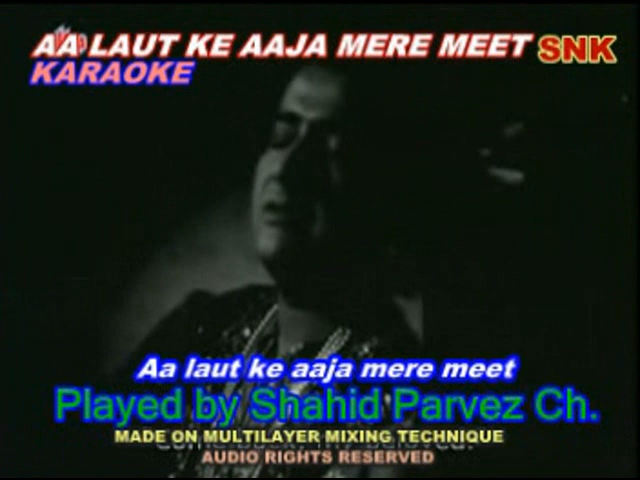 AA LAUT KE AAJA MERE MEET SNK
KARAOKE
Aa laut ke aaja mere meet
Played by Shahid Parvez Ch.
MADE ON MULTILAYER MIXING TECHNIQUE
AUDIO RIGHTS RESERVED